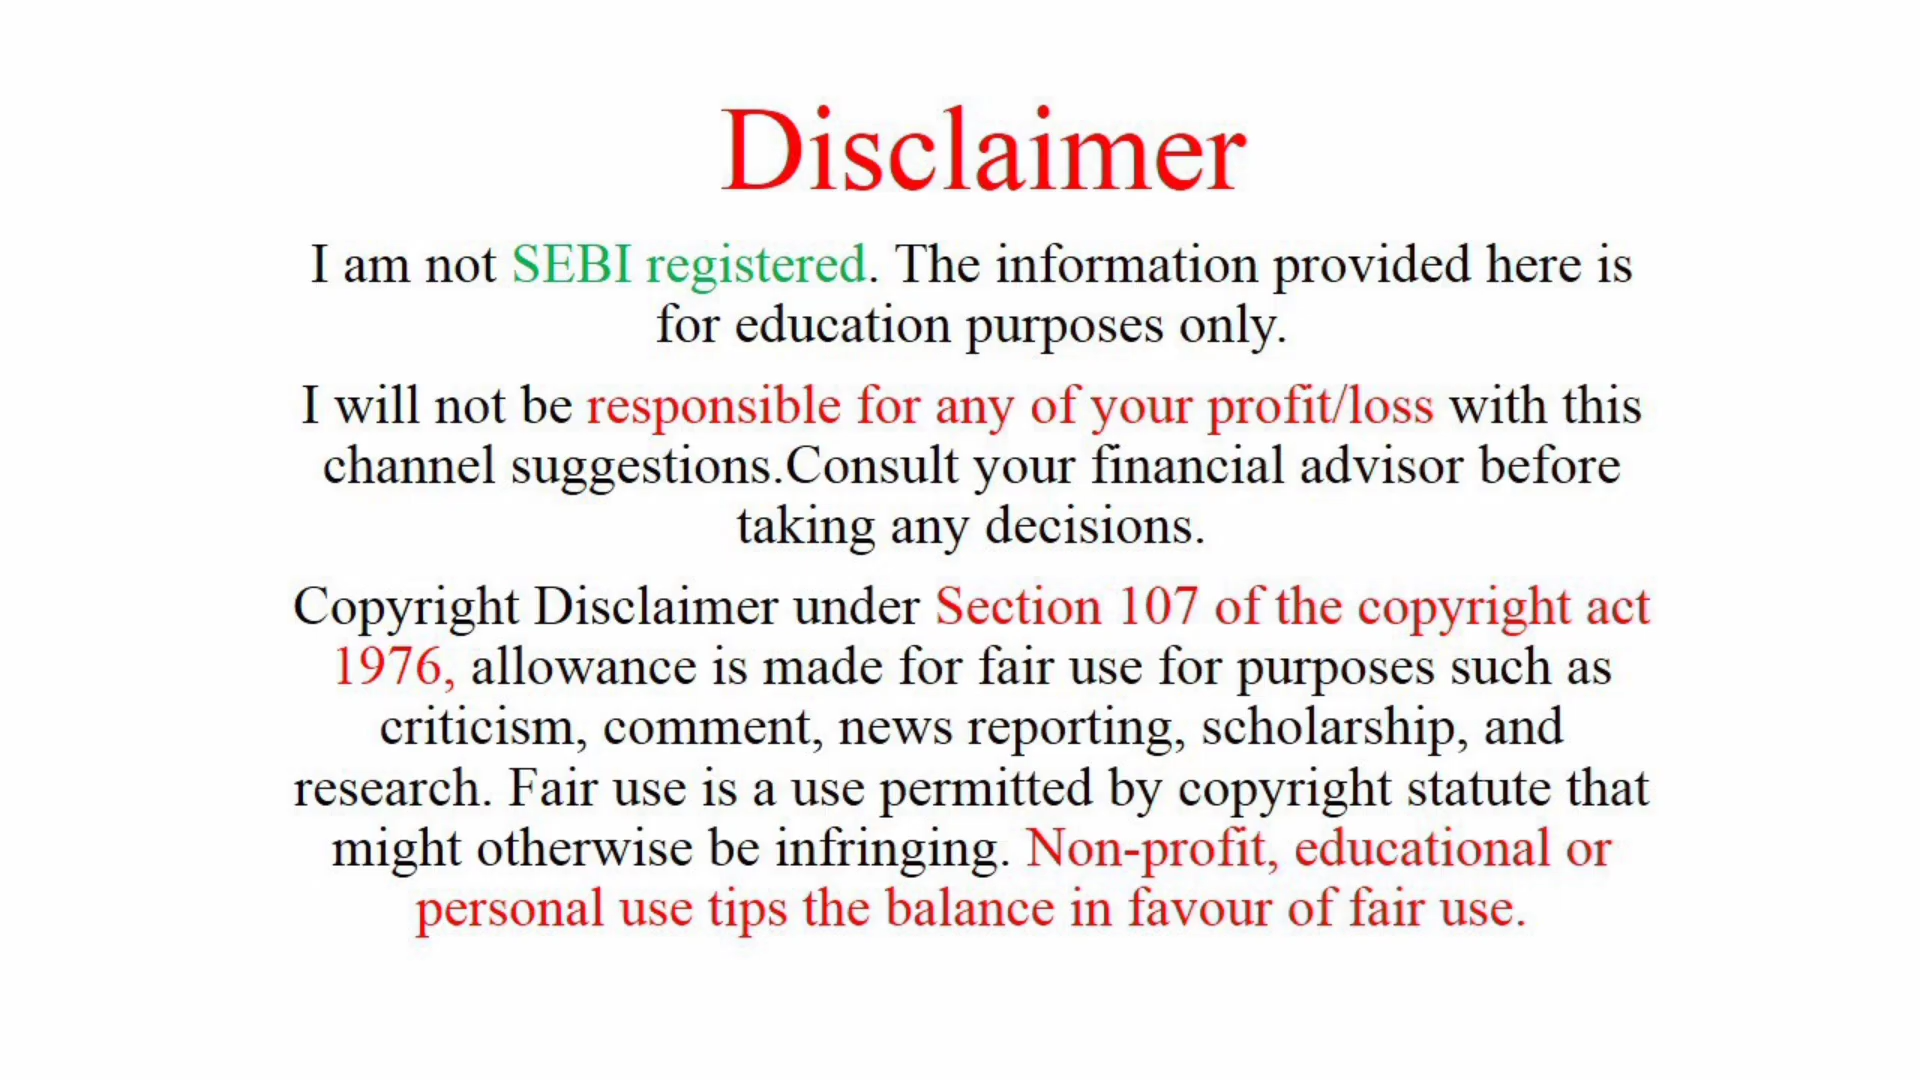 Disclaimer
I am not SEBI registered. The information provided here is
for education purposes only.
I will not be responsible for any of your profit/loss with this
channel suggestions.Consult your financial advisor before
taking any decisions.
Copyright Disclaimer under Section 107 of the copyright act
1976, allowance is made for fair use for purposes such as
criticism, comment, news reporting, scholarship, and
research. Fair use is a use permitted by copyright statute that
might otherwise be infringing. Non-profit, educational or
personal use tips the balance in favour of fair use.